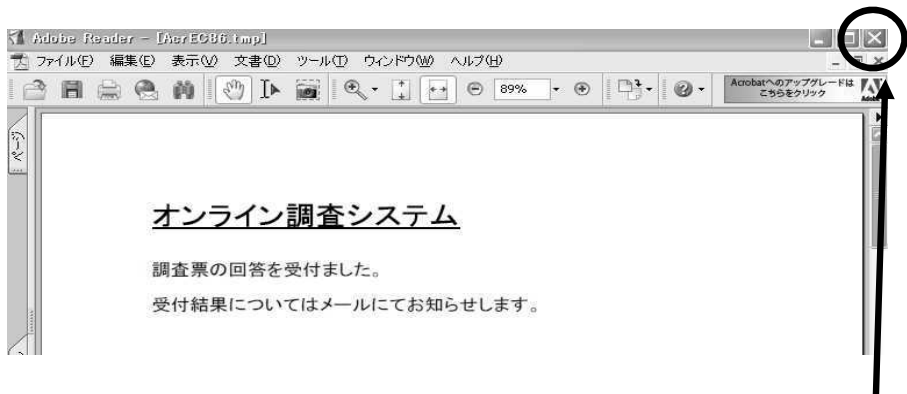 Adobe Reader - [AcrEC86.tmp]
ファイル(F) 編集(E) 表示(V) 文書(D) ツール(T) ウィンドウ(W) ヘルプ(H)
89%
Acrobatへのアップグレードは
こちらをクリック
Adobe
オンライン調査システム
調査票の回答を受付ました。
受付結果についてはメールにてお知らせします。